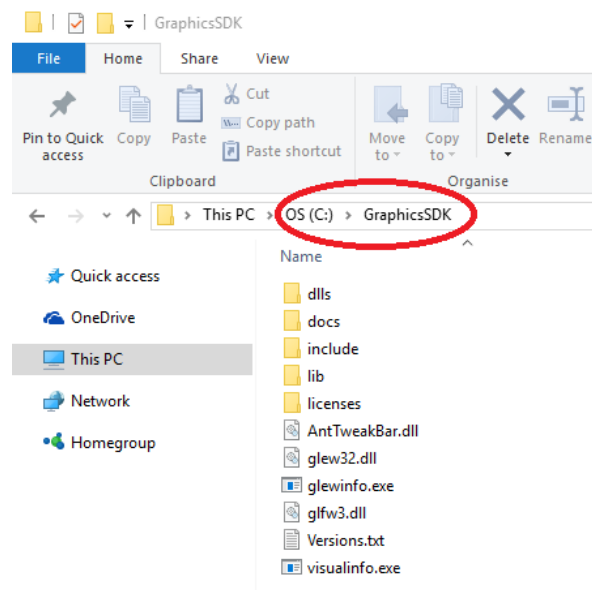 GraphicsSDK
File Home Share View
Pin to Quick access
Copy
Paste
Cut
Copy path
Paste shortcut
Move to
Copy to
Delete
Rename
Clipboard
Organise
This PC > OS (C:) > GraphicsSDK
Quick access
OneDrive
This PC
Network
Homegroup
Name
dlls
docs
include
lib
licenses
AntTweakBar.dll
glew32.dll
glewinfo.exe
glfw3.dll
Versions.txt
visualinfo.exe